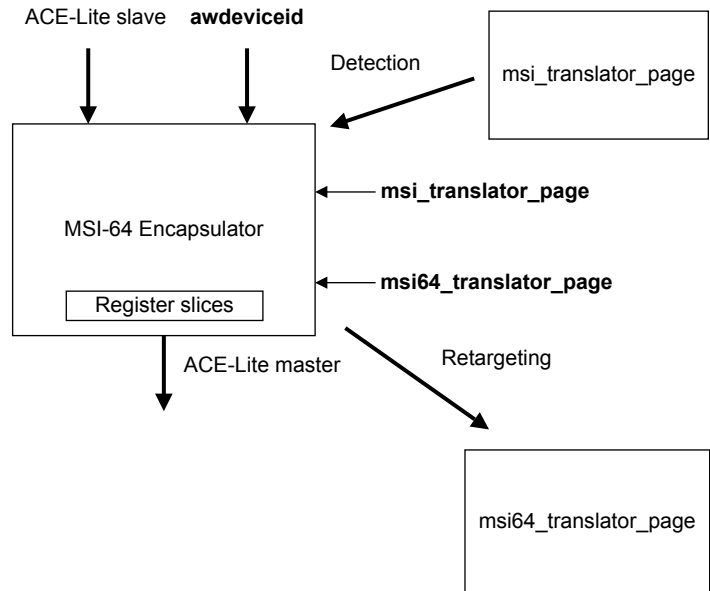 ACE-Lite slave awdeviceid
Detection
msi_translator_page
msi_translator_page
MSI-64 Encapsulator
msi64_translator_page
Register slices
ACE-Lite master
Retargeting
msi64_translator_page